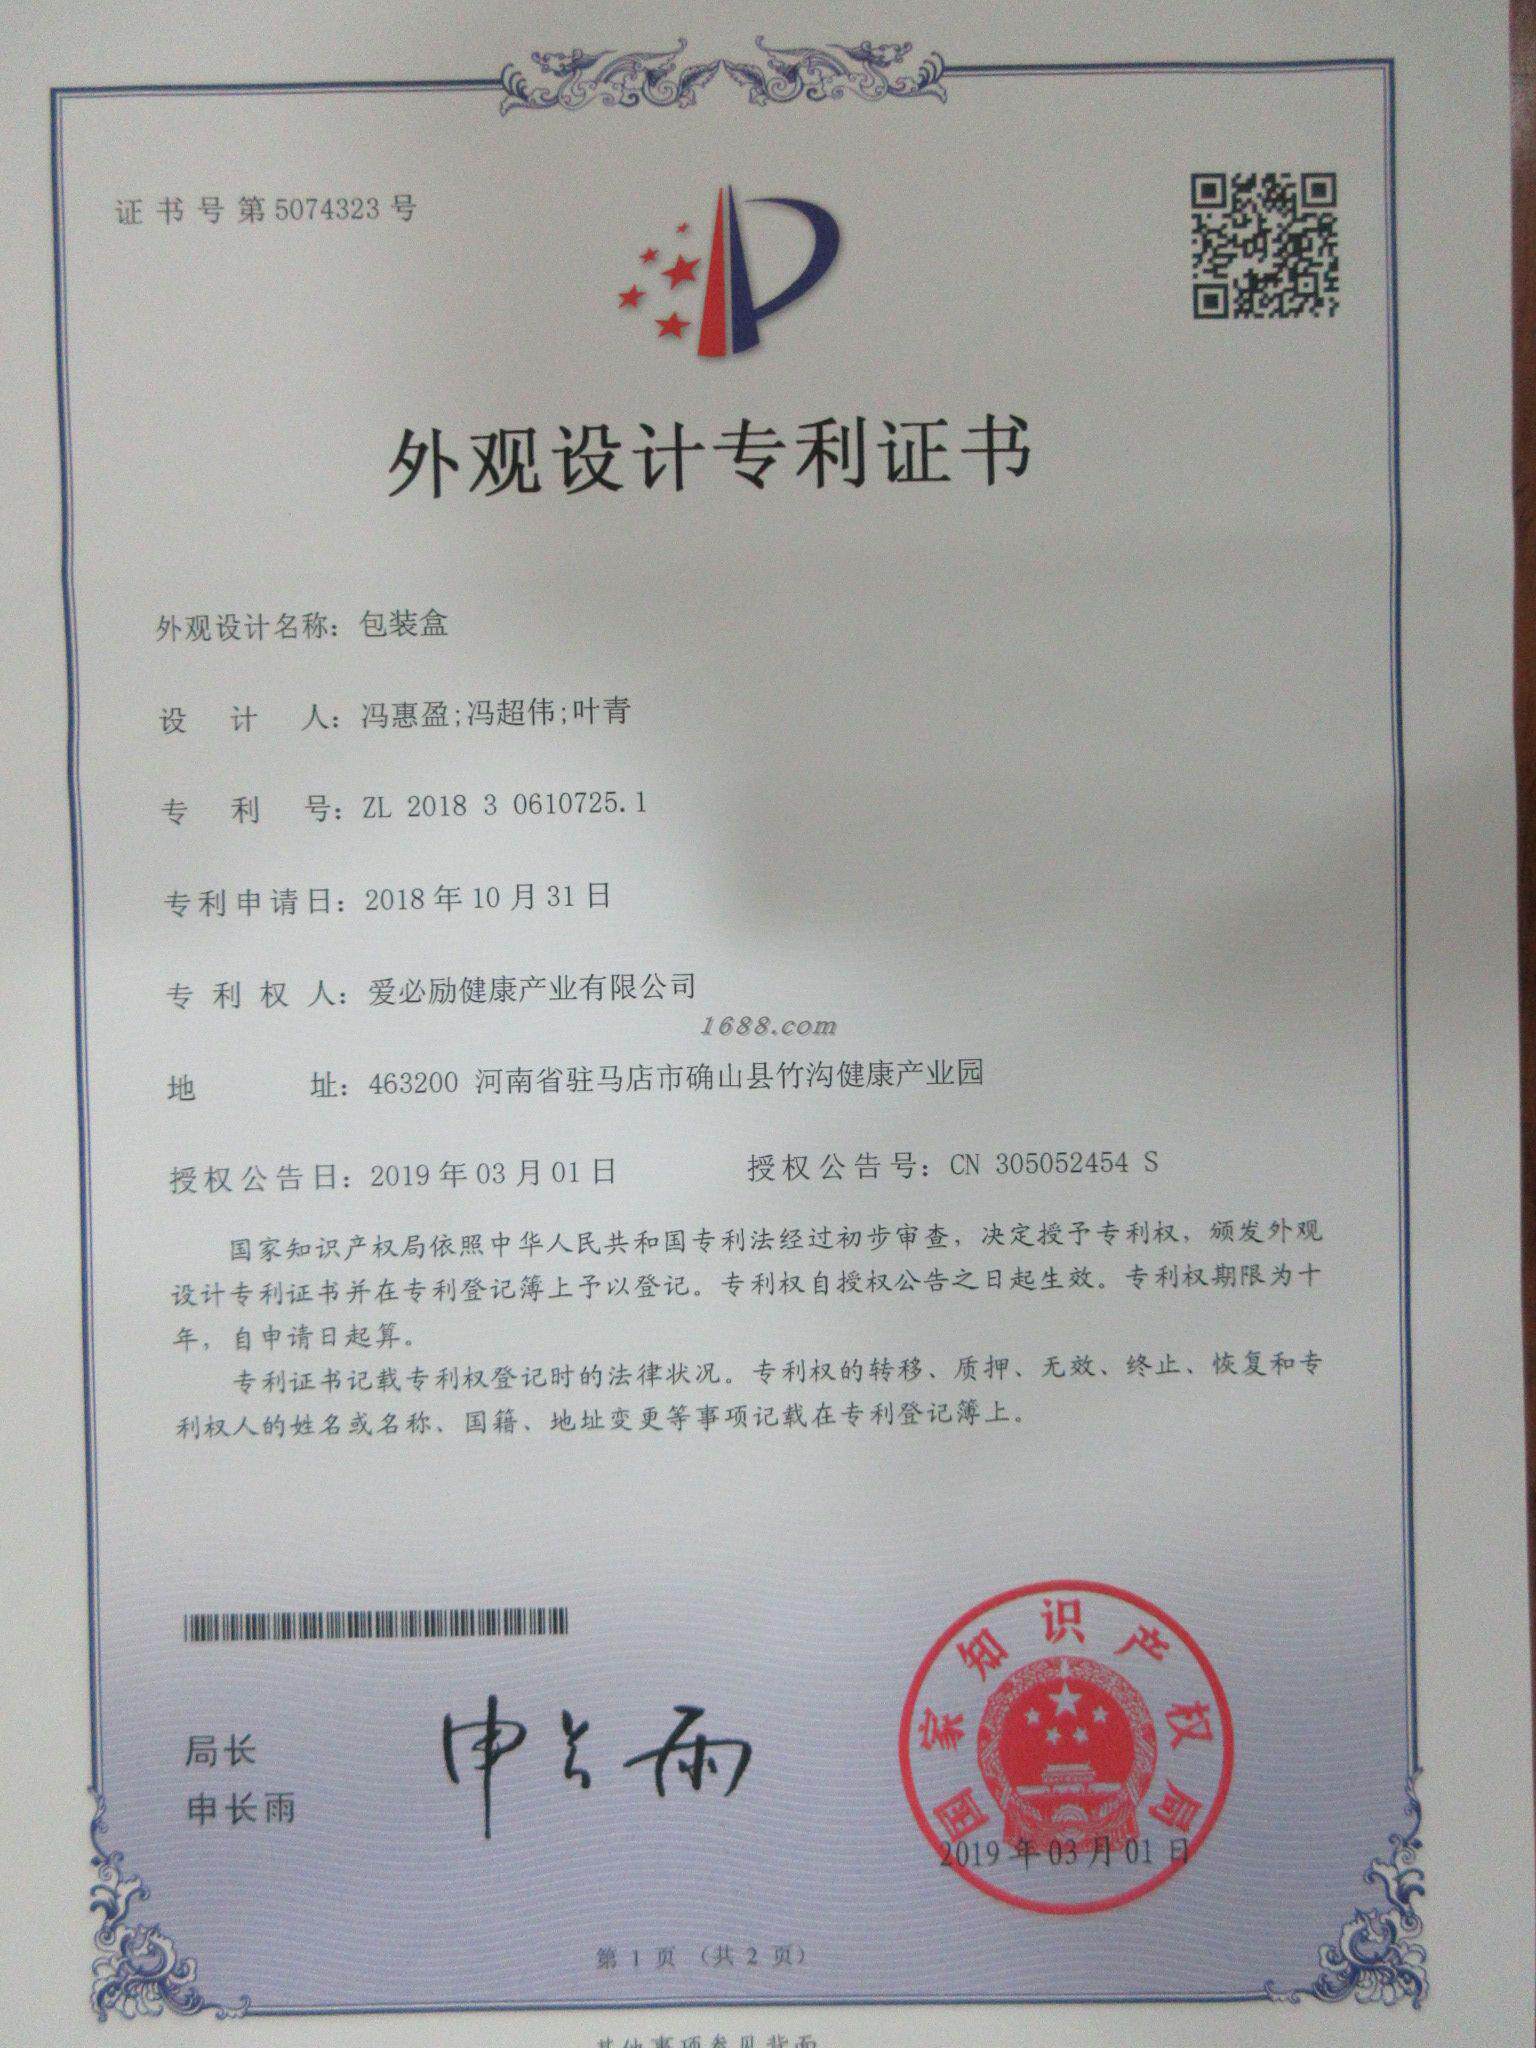 证书号第5074323号
外观设计专利证书
外观设计名称：包装盒
设计人：冯惠盈;冯超伟;叶青
专利号：ZL 2018 3 0610725.1
专利申请日：2018年10月31日
专利权人：爱必励健康产业有限公司
1688.com
地址：463200 河南省驻马店市确山县竹沟健康产业园
授权公告日：2019年03月01日 授权公告号：CN 305052454 S
国家知识产权局依照中华人民共和国专利法经过初步审查，决定授予专利权，颁发外观
设计专利证书并在专利登记簿上予以登记。专利权自授权公告之日起生效。专利权期限为十
年，自申请日起算。
专利证书记载专利权登记时的法律状况。专利权的转移、质押、无效、终止、恢复和专
利权人的姓名或名称、国籍、地址变更等事项记载在专利登记簿上。
局长
申长雨
申长雨
国家知识产权局
2019年03月01日
第 1 页 （共 2 页）
其他事项参见背面